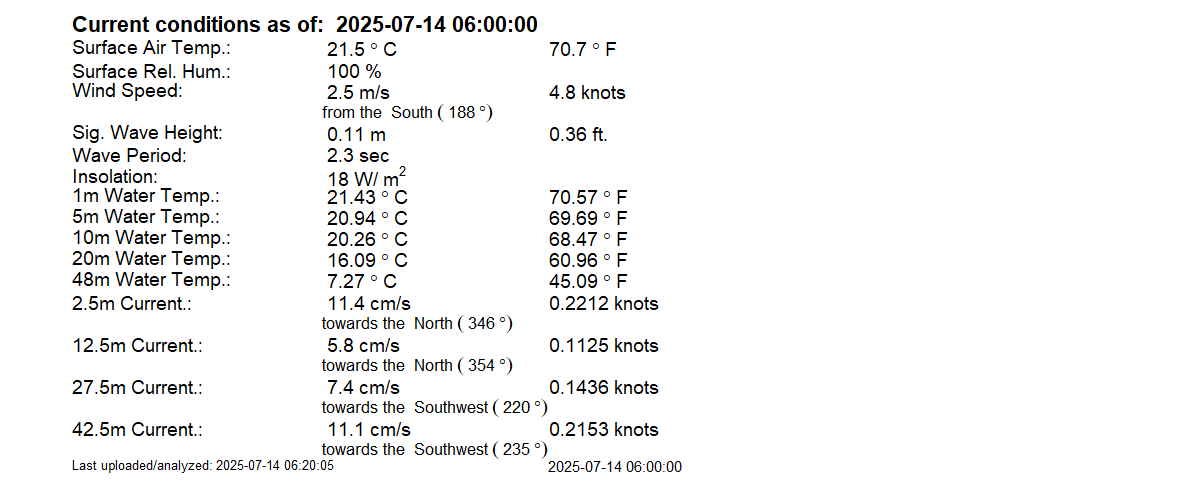 Current conditions as of: 2025-07-14 06:00:00
Surface Air Temp.: 21.5 ° C 70.7 ° F
Surface Rel. Hum.: 100 %
Wind Speed: 2.5 m/s 4.8 knots
from the South ( 188 °)
Sig. Wave Height: 0.11 m 0.36 ft.
Wave Period: 2.3 sec
Insolation: 18 W/ m²
1m Water Temp.: 21.43 ° C 70.57 ° F
5m Water Temp.: 20.94 ° C 69.69 ° F
10m Water Temp.: 20.26 ° C 68.47 ° F
20m Water Temp.: 16.09 ° C 60.96 ° F
48m Water Temp.: 7.27 ° C 45.09 ° F
2.5m Current.: 11.4 cm/s 0.2212 knots
towards the North ( 346 °)
12.5m Current.: 5.8 cm/s 0.1125 knots
towards the North ( 354 °)
27.5m Current.: 7.4 cm/s 0.1436 knots
towards the Southwest ( 220 °)
42.5m Current.: 11.1 cm/s 0.2153 knots
towards the Southwest ( 235 °)
Last uploaded/analyzed: 2025-07-14 06:20:05 2025-07-14 06:00:00